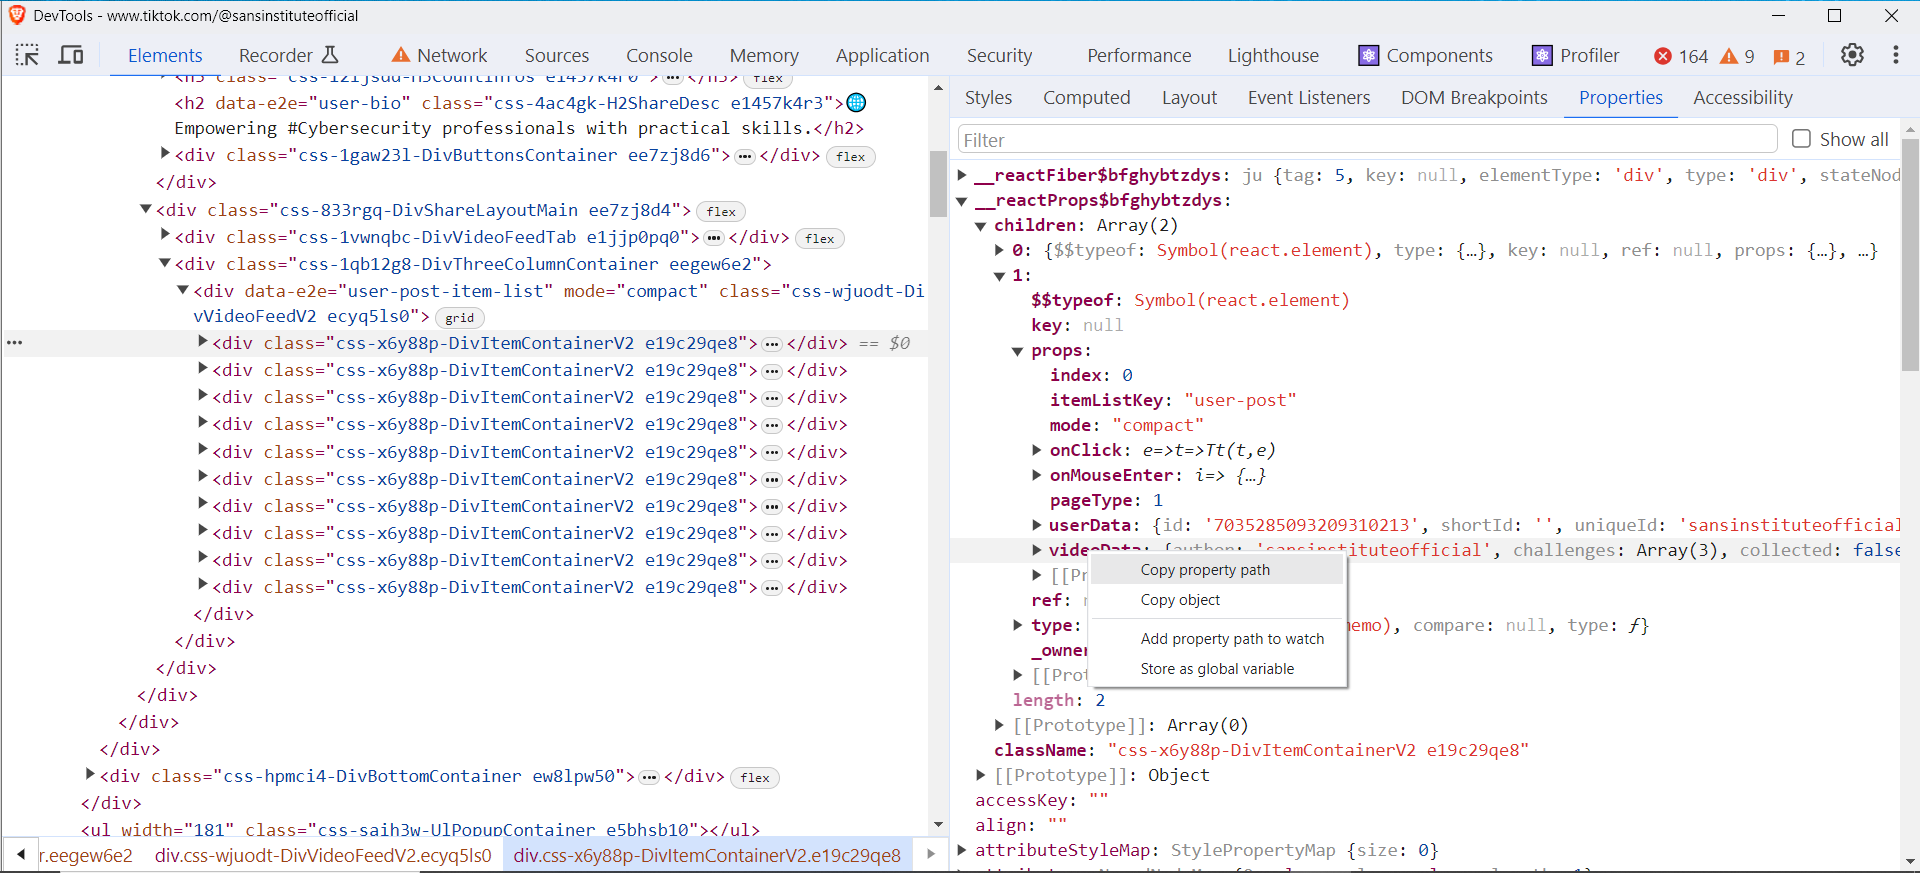 DevTools - www.tiktok.com/@sansinstituteofficial
Elements Recorder Network Sources Console Memory Application Security Performance Lighthouse Components Profiler 164 9 2
<h3 class="css-12ijsdd-H3CountInfos e1457k4r0">…</h3> flex
<h2 data-e2e="user-bio" class="css-4ac4gk-H2ShareDesc e1457k4r3">🌐
Empowering #Cybersecurity professionals with practical skills.</h2>
▶<div class="css-1gaw23l-DivButtonsContainer ee7zj8d6">…</div> flex
</div>
▼<div class="css-833rgq-DivShareLayoutMain ee7zj8d4"> flex
▶<div class="css-1vwnqbc-DivVideoFeedTab e1jjp0pq0">…</div> flex
▼<div class="css-1qb12g8-DivThreeColumnContainer eegew6e2">
▼<div data-e2e="user-post-item-list" mode="compact" class="css-wjuodt-Di
vVideoFeedV2 ecyq5ls0"> grid
… ▶<div class="css-x6y88p-DivItemContainerV2 e19c29qe8">…</div> == $0
▶<div class="css-x6y88p-DivItemContainerV2 e19c29qe8">…</div>
▶<div class="css-x6y88p-DivItemContainerV2 e19c29qe8">…</div>
▶<div class="css-x6y88p-DivItemContainerV2 e19c29qe8">…</div>
▶<div class="css-x6y88p-DivItemContainerV2 e19c29qe8">…</div>
▶<div class="css-x6y88p-DivItemContainerV2 e19c29qe8">…</div>
▶<div class="css-x6y88p-DivItemContainerV2 e19c29qe8">…</div>
▶<div class="css-x6y88p-DivItemContainerV2 e19c29qe8">…</div>
▶<div class="css-x6y88p-DivItemContainerV2 e19c29qe8">…</div>
▶<div class="css-x6y88p-DivItemContainerV2 e19c29qe8">…</div>
</div>
</div>
</div>
</div>
</div>
</div>
▶<div class="css-hpmci4-DivBottomContainer ew8lpw50">…</div> flex
</div>
<ul width="181" class="css-saih3w-UlPopupContainer e5bhsb10"></ul>
r.eegew6e2 div.css-wjuodt-DivVideoFeedV2.ecyq5ls0 div.css-x6y88p-DivItemContainerV2.e19c29qe8
Styles Computed Layout Event Listeners DOM Breakpoints Properties Accessibility
Filter Show all
▶ __reactFiber$bfghybtzdys: ju {tag: 5, key: null, elementType: 'div', type: 'div', stateNod
▼ __reactProps$bfghybtzdys:
▼ children: Array(2)
▶ 0: {$$typeof: Symbol(react.element), type: {…}, key: null, ref: null, props: {…}, …}
▼ 1:
$$typeof: Symbol(react.element)
key: null
▼ props:
index: 0
itemListKey: "user-post"
mode: "compact"
▶ onClick: e=>t=>Tt(t,e)
▶ onMouseEnter: i=> {…}
pageType: 1
▶ userData: {id: '7035285093209310213', shortId: '', uniqueId: 'sansinstituteofficial
▶ videoData: {author: 'sansinstituteofficial', challenges: Array(3), collected: false
▶ [[Pr
Copy property path
Copy object
Add property path to watch
Store as global variable
ref:
▶ type: memo), compare: null, type: ƒ}
_owner
▶ [[Prot
length: 2
▶ [[Prototype]]: Array(0)
className: "css-x6y88p-DivItemContainerV2 e19c29qe8"
▶ [[Prototype]]: Object
accessKey: ""
align: ""
▶ attributeStyleMap: StylePropertyMap {size: 0}